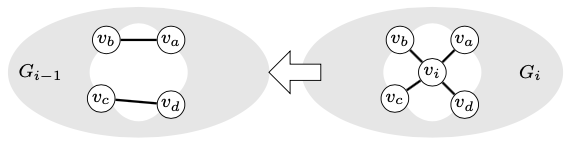 v_b v_a
G_{i-1}
v_c v_d
v_b v_a
v_i G_i
v_c v_d